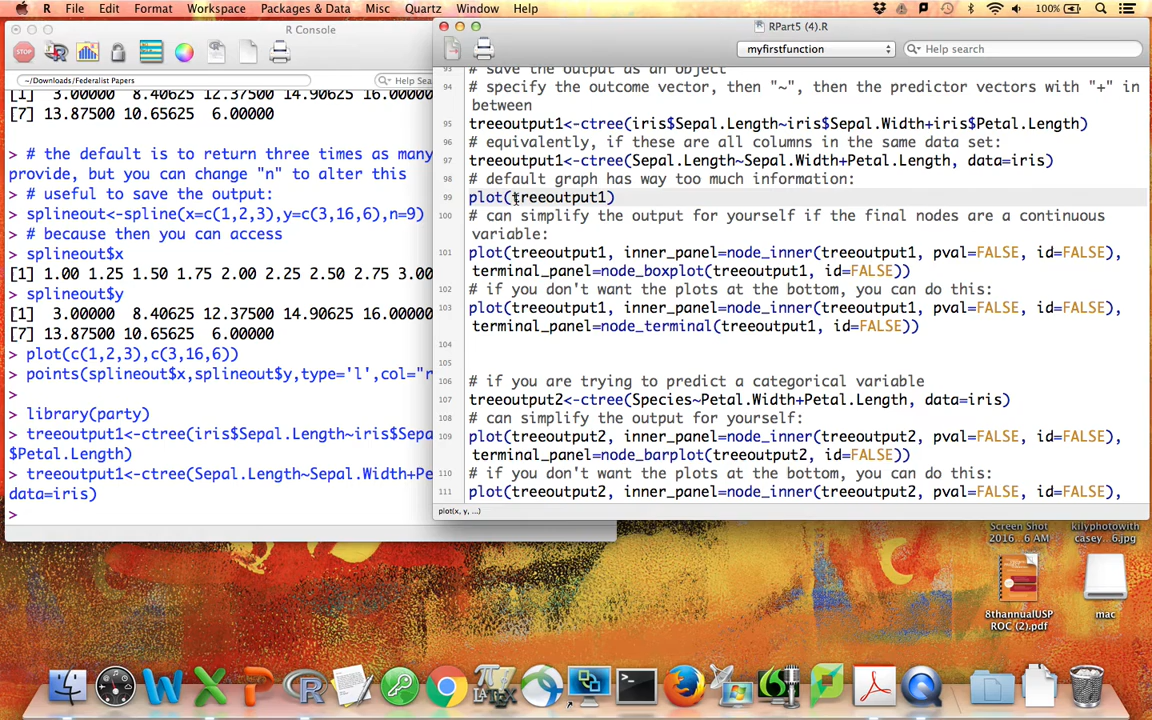 R File Edit Format Workspace Packages & Data Misc Quartz Window Help 100%
R Console
STOP
~/Downloads/Federalist Papers
Help Sea
[1] 3.00000 8.40625 12.37500 14.90625 16.00000
[7] 13.87500 10.65625 6.00000
> # the default is to return three times as many
provide, but you can change "n" to alter this
> # useful to save the output:
> splineout<-spline(x=c(1,2,3),y=c(3,16,6),n=9)
> # because then you can access
> splineout$x
[1] 1.00 1.25 1.50 1.75 2.00 2.25 2.50 2.75 3.00
> splineout$y
[1] 3.00000 8.40625 12.37500 14.90625 16.00000
[7] 13.87500 10.65625 6.00000
> plot(c(1,2,3),c(3,16,6))
> points(splineout$x,splineout$y,type='l',col="r
>
> library(party)
> treeoutput1<-ctree(iris$Sepal.Length~iris$Sepa
$Petal.Length)
> treeoutput1<-ctree(Sepal.Length~Sepal.Width+Pe
data=iris)
>
RPart5 (4).R
myfirstfunction
Help search
93 # save the output as an object
94 # specify the outcome vector, then "~", then the predictor vectors with "+" in
between
95 treeoutput1<-ctree(iris$Sepal.Length~iris$Sepal.Width+iris$Petal.Length)
96 # equivalently, if these are all columns in the same data set:
97 treeoutput1<-ctree(Sepal.Length~Sepal.Width+Petal.Length, data=iris)
98 # default graph has way too much information:
99 plot(treeoutput1)
100 # can simplify the output for yourself if the final nodes are a continuous
variable:
101 plot(treeoutput1, inner_panel=node_inner(treeoutput1, pval=FALSE, id=FALSE),
terminal_panel=node_boxplot(treeoutput1, id=FALSE))
102 # if you don't want the plots at the bottom, you can do this:
103 plot(treeoutput1, inner_panel=node_inner(treeoutput1, pval=FALSE, id=FALSE),
terminal_panel=node_terminal(treeoutput1, id=FALSE))
104
105
106 # if you are trying to predict a categorical variable
107 treeoutput2<-ctree(Species~Petal.Width+Petal.Length, data=iris)
108 # can simplify the output for yourself:
109 plot(treeoutput2, inner_panel=node_inner(treeoutput2, pval=FALSE, id=FALSE),
terminal_panel=node_barplot(treeoutput2, id=FALSE))
110 # if you don't want the plots at the bottom, you can do this:
111 plot(treeoutput2, inner_panel=node_inner(treeoutput2, pval=FALSE, id=FALSE),
plot(x, y, ...)
Screen Shot
2016...6 AM
kilyphotowith
casey...6.jpg
8thannualUSP
ROC (2).pdf
mac